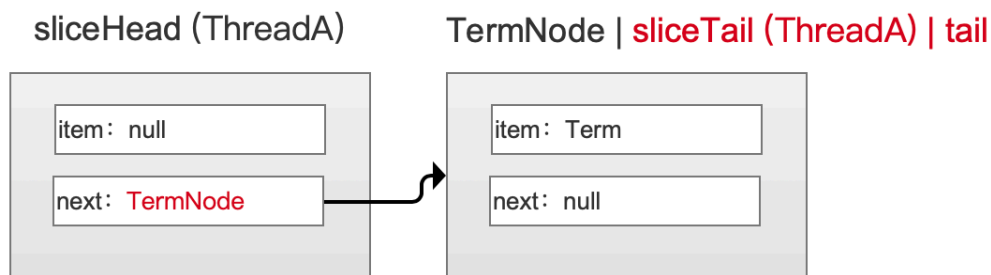 sliceHead (ThreadA)
TermNode | sliceTail (ThreadA) | tail
item：null
item：Term
next：TermNode
next：null